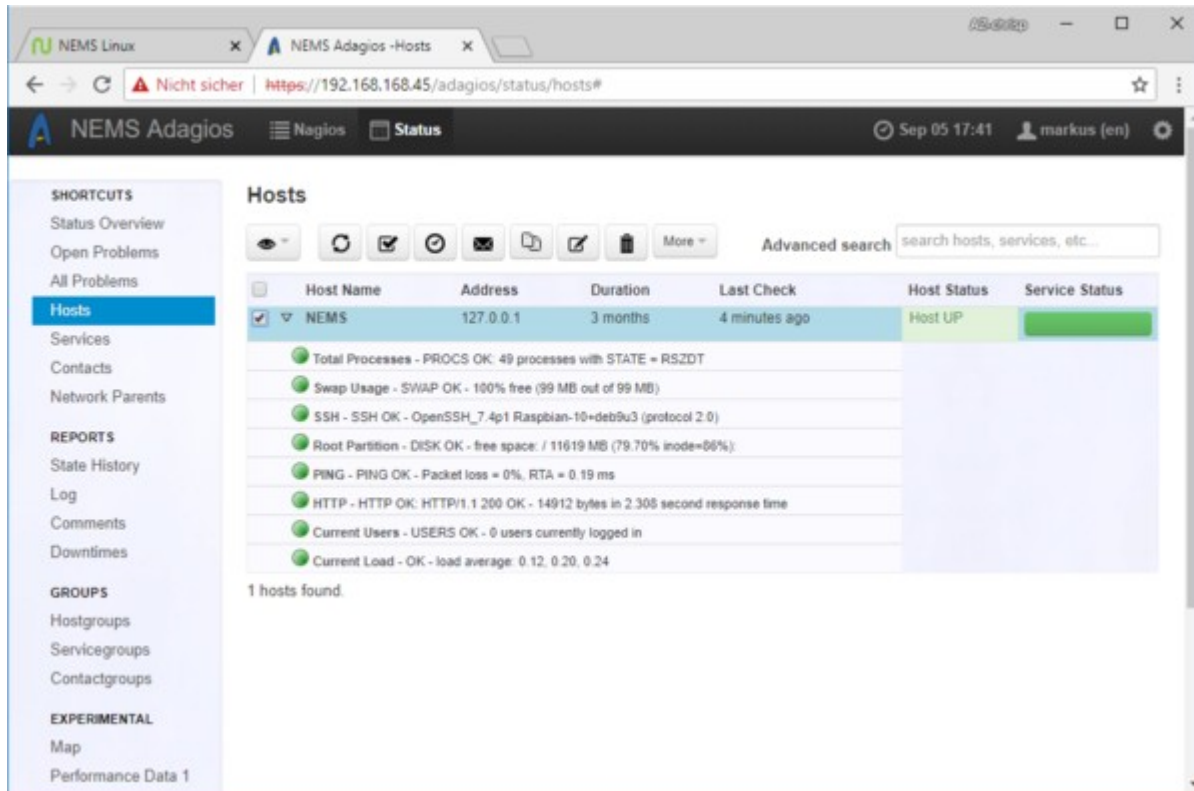 NEMS Linux
NEMS Adagios -Hosts
Nicht sicher https://192.168.168.45/adagios/status/hosts#
NEMS Adagios Nagios Status Sep 05 17:41 markus (en)
SHORTCUTS
Status Overview
Open Problems
All Problems
Hosts
Services
Contacts
Network Parents
REPORTS
State History
Log
Comments
Downtimes
GROUPS
Hostgroups
Servicegroups
Contactgroups
EXPERIMENTAL
Map
Performance Data 1
Hosts
More
Advanced search search hosts, services, etc...
Host Name Address Duration Last Check Host Status Service Status
NEMS 127.0.0.1 3 months 4 minutes ago Host UP
Total Processes - PROCS OK: 49 processes with STATE = RSZDT
Swap Usage - SWAP OK - 100% free (99 MB out of 99 MB)
SSH - SSH OK - OpenSSH_7.4p1 Raspbian-10+deb9u3 (protocol 2.0)
Root Partition - DISK OK - free space: / 11619 MB (79.70% inode=86%):
PING - PING OK - Packet loss = 0%, RTA = 0.19 ms
HTTP - HTTP OK: HTTP/1.1 200 OK - 14912 bytes in 2.308 second response time
Current Users - USERS OK - 0 users currently logged in
Current Load - OK - load average: 0.12, 0.20, 0.24
1 hosts found.